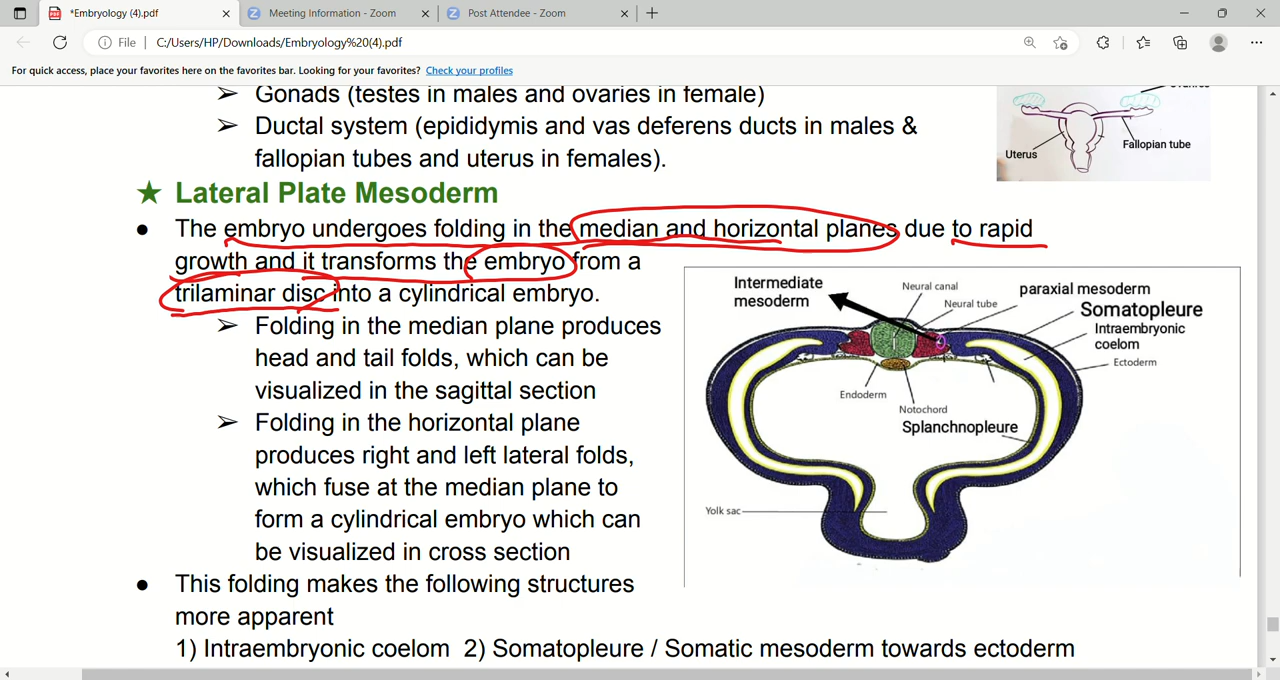 *Embryology (4).pdf
Meeting Information - Zoom
Post Attendee - Zoom
File
C:/Users/HP/Downloads/Embryology%20(4).pdf
For quick access, place your favorites here on the favorites bar. Looking for your favorites? Check your profiles
➢ Gonads (testes in males and ovaries in female)
➢ Ductal system (epididymis and vas deferens ducts in males &
fallopian tubes and uterus in females).
Uterus
Fallopian tube
★ Lateral Plate Mesoderm
● The embryo undergoes folding in the median and horizontal planes due to rapid
growth and it transforms the embryo from a
trilaminar disc into a cylindrical embryo.
➢ Folding in the median plane produces
head and tail folds, which can be
visualized in the sagittal section
➢ Folding in the horizontal plane
produces right and left lateral folds,
which fuse at the median plane to
form a cylindrical embryo which can
be visualized in cross section
● This folding makes the following structures
more apparent
1) Intraembryonic coelom 2) Somatopleure / Somatic mesoderm towards ectoderm
Intermediate
mesoderm
Neural canal
Neural tube
paraxial mesoderm
Somatopleure
Intraembryonic
coelom
Ectoderm
Endoderm
Notochord
Splanchnopleure
Yolk sac